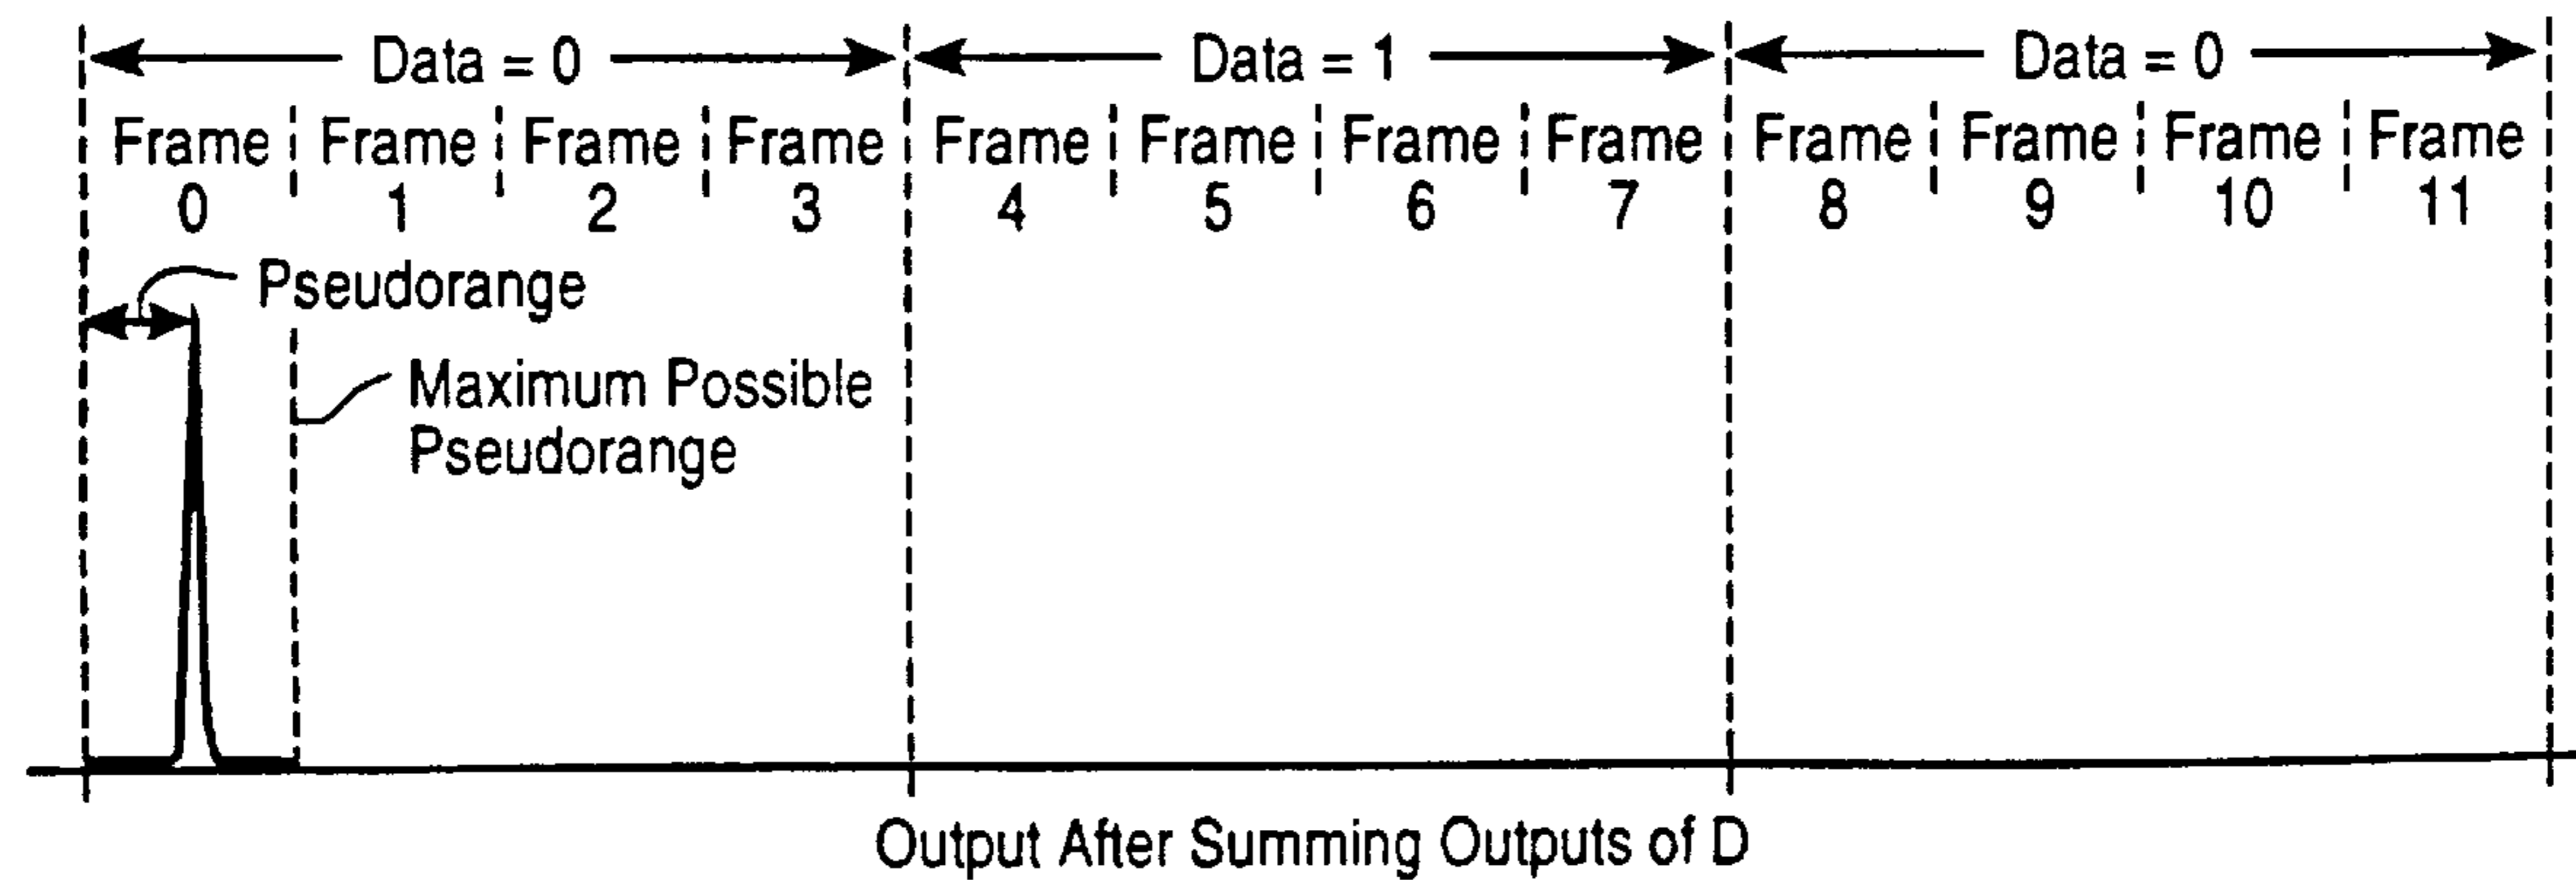 Data = 0 Data = 1 Data = 0
Frame Frame Frame Frame Frame Frame Frame Frame Frame Frame Frame Frame
0 1 2 3 4 5 6 7 8 9 10 11
Pseudorange
Maximum Possible
Pseudorange
Output After Summing Outputs of D